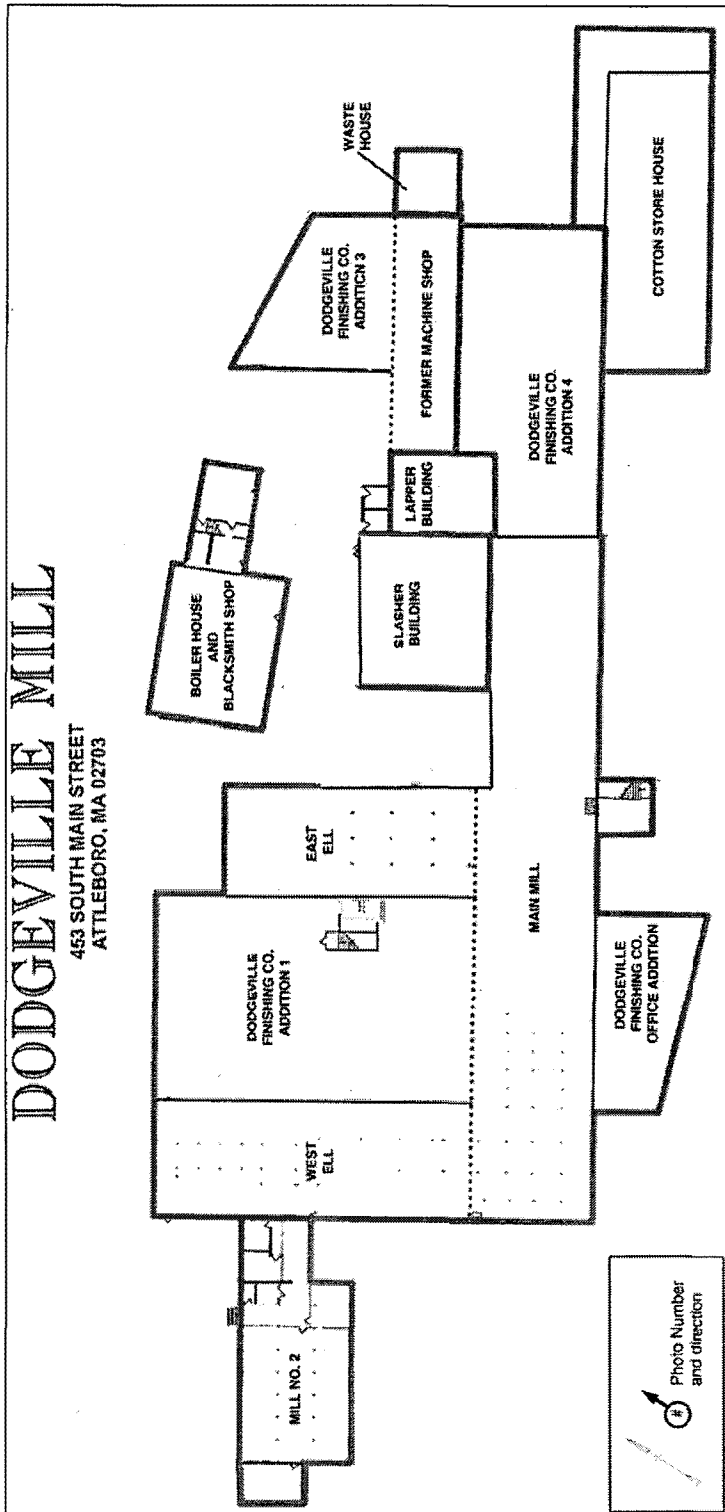 DODGEVILLE MILL
453 SOUTH MAIN STREET
ATTLEBORO, MA 02703
MILL NO. 2
WEST
ELL
DODGEVILLE
FINISHING CO.
ADDITION 1
EAST
ELL
MAIN MILL
DODGEVILLE
FINISHING CO.
OFFICE ADDITION
BOILER HOUSE
AND
BLACKSMITH SHOP
SLASHER
BUILDING
LAPPER
BUILDING
DODGEVILLE
FINISHING CO.
ADDITION 3
FORMER MACHINE SHOP
WASTE
HOUSE
DODGEVILLE
FINISHING CO.
ADDITION 4
COTTON STORE HOUSE
#
Photo Number
and direction